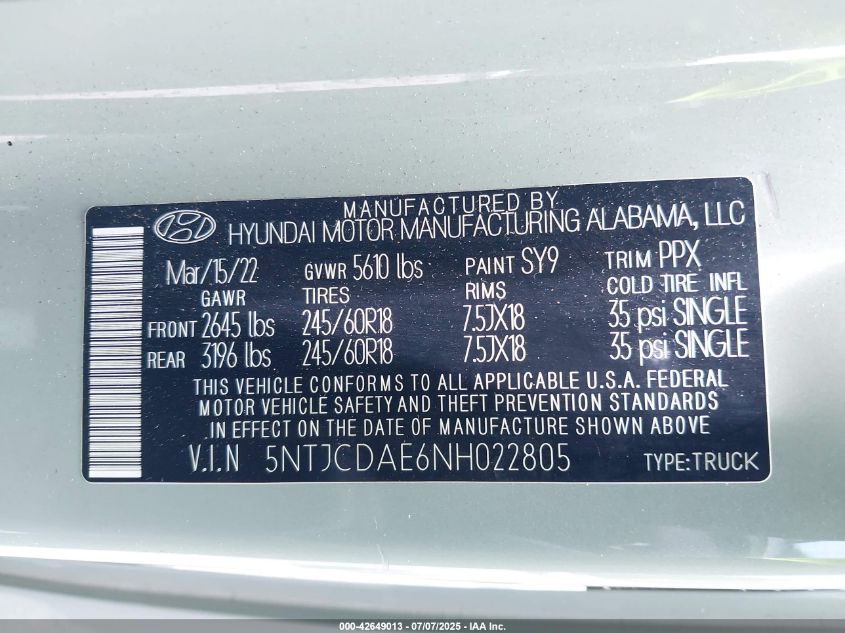 MANUFACTURED BY
HYUNDAI MOTOR MANUFACTURING ALABAMA, LLC
Mar/15/22 GVWR 5610 lbs PAINT SY9 TRIM PPX
GAWR TIRES RIMS COLD TIRE INFL
FRONT 2645 lbs 245/60R18 7.5JX18 35 psi SINGLE
REAR 3196 lbs 245/60R18 7.5JX18 35 psi SINGLE
THIS VEHICLE CONFORMS TO ALL APPLICABLE U.S.A. FEDERAL
MOTOR VEHICLE SAFETY AND THEFT PREVENTION STANDARDS
IN EFFECT ON THE DATE OF MANUFACTURE SHOWN ABOVE
V.I.N 5NTJCDAE6NH022805 TYPE:TRUCK
000-42649013 - 07/07/2025 - IAA Inc.